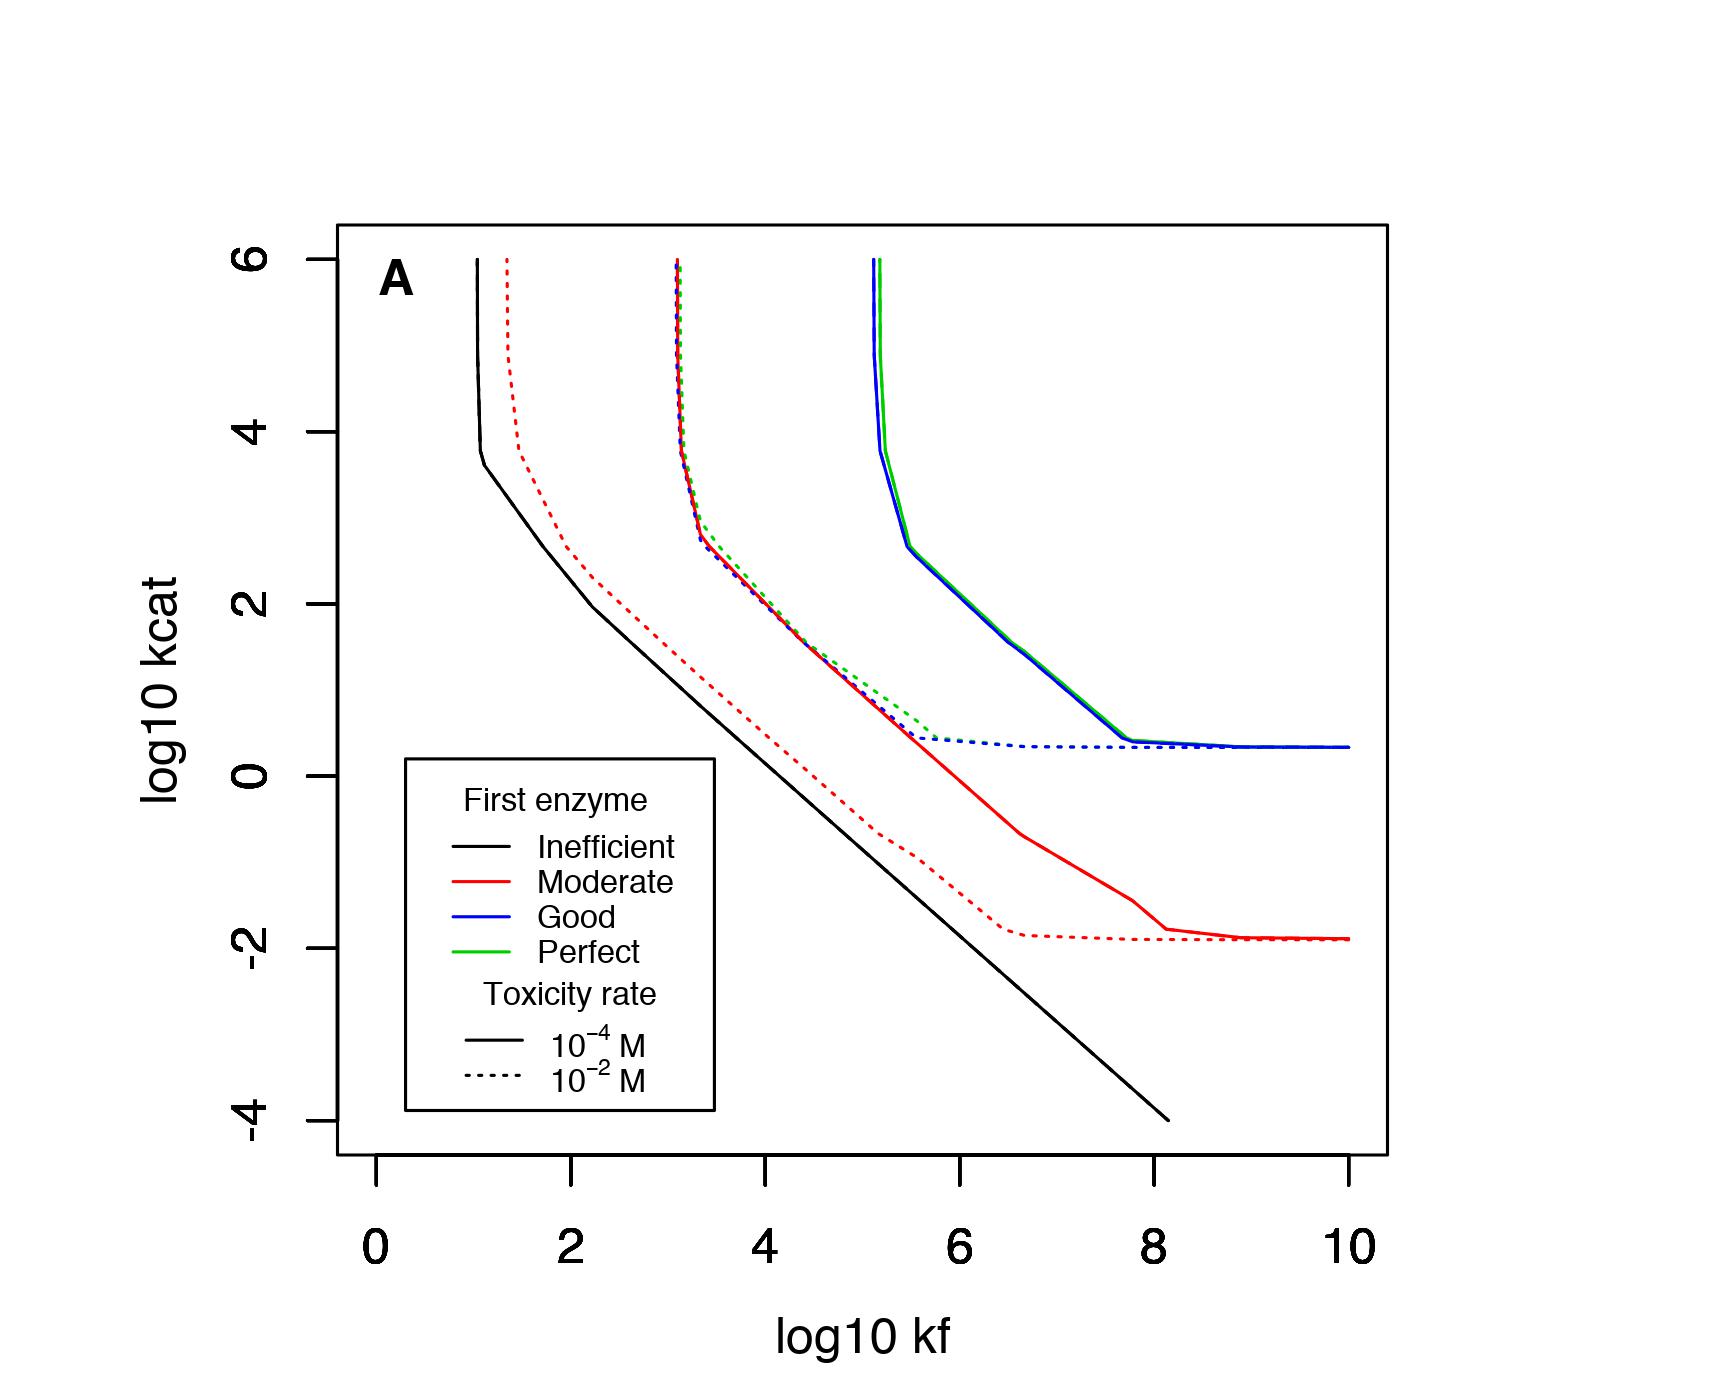 A
6
4
2
0
-2
-4
log10 kcat
First enzyme
Inefficient
Moderate
Good
Perfect
Toxicity rate
10⁻⁴ M
10⁻² M
0 2 4 6 8 10
log10 kf